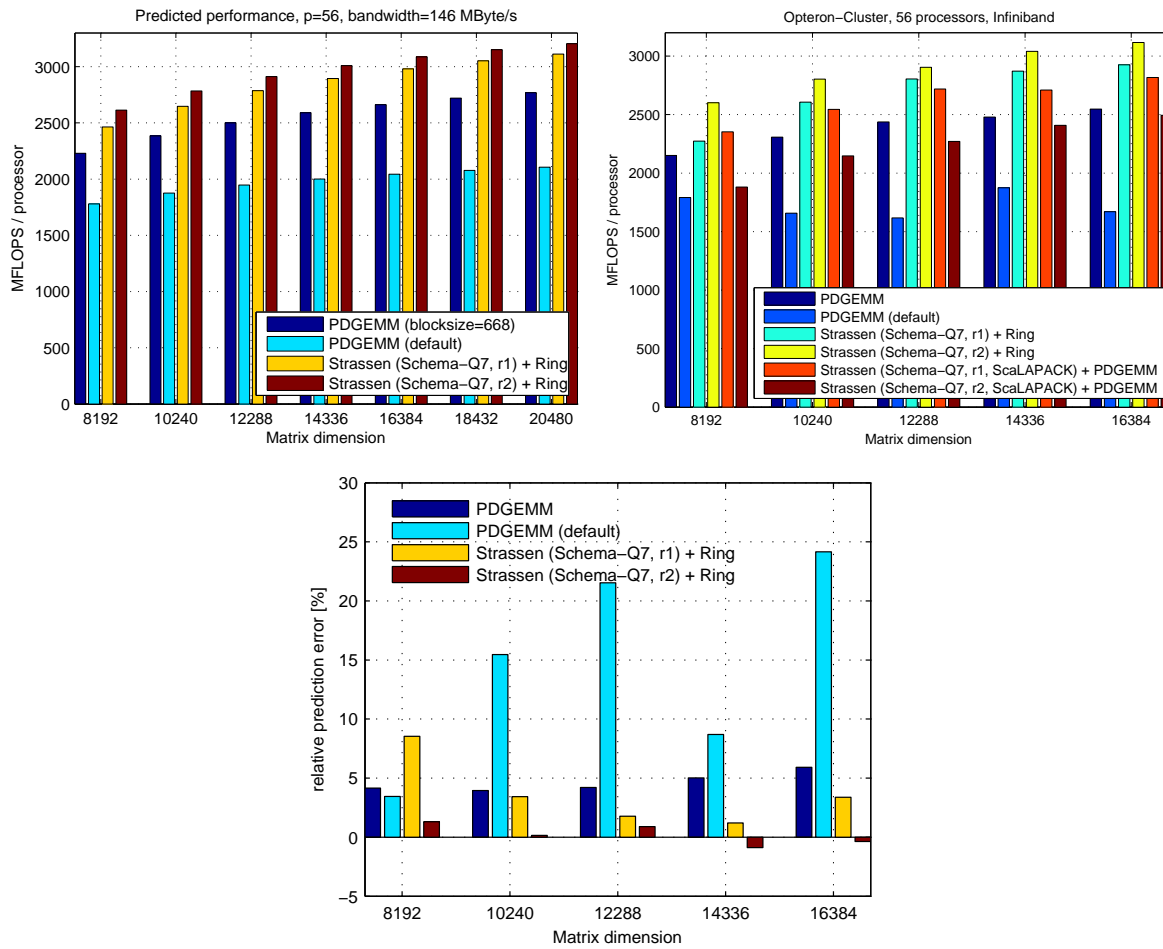 Predicted performance, p=56, bandwidth=146 MByte/s
3000
2500
2000
1500
1000
500
0
MFLOPS / processor
PDGEMM (blocksize=668)
PDGEMM (default)
Strassen (Schema−Q7, r1) + Ring
Strassen (Schema−Q7, r2) + Ring
8192 10240 12288 14336 16384 18432 20480
Matrix dimension
Opteron−Cluster, 56 processors, Infiniband
3000
2500
2000
1500
1000
500
0
MFLOPS / processor
PDGEMM
PDGEMM (default)
Strassen (Schema−Q7, r1) + Ring
Strassen (Schema−Q7, r2) + Ring
Strassen (Schema−Q7, r1, ScaLAPACK) + PDGEMM
Strassen (Schema−Q7, r2, ScaLAPACK) + PDGEMM
8192 10240 12288 14336 16384
Matrix dimension
30
25
20
15
10
5
0
−5
relative prediction error [%]
PDGEMM
PDGEMM (default)
Strassen (Schema−Q7, r1) + Ring
Strassen (Schema−Q7, r2) + Ring
8192 10240 12288 14336 16384
Matrix dimension